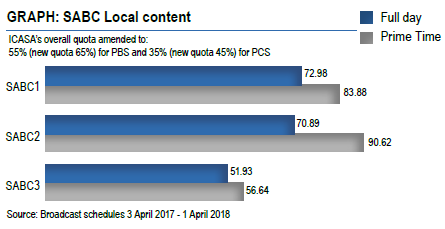 GRAPH: SABC Local content
Full day
Prime Time
ICASA's overall quota amended to:
55% (new quota 65%) for PBS and 35% (new quota 45%) for PCS
SABC1
72.98
83.88
SABC2
70.89
90.62
SABC3
51.93
56.64
Source: Broadcast schedules 3 April 2017 - 1 April 2018